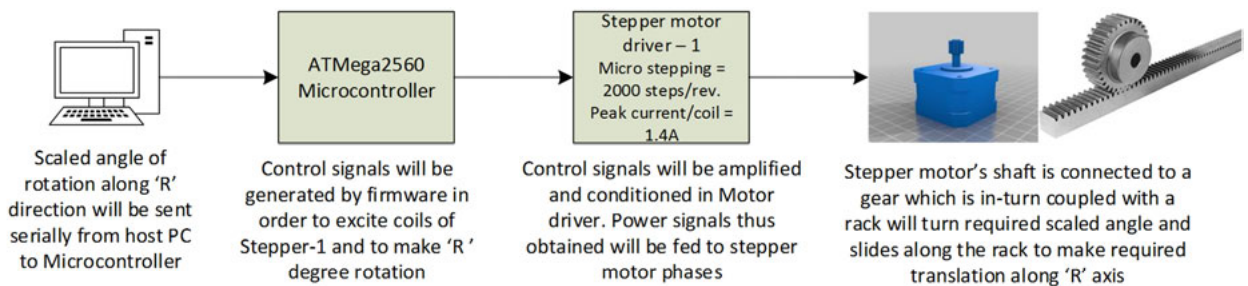 ATMega2560
Microcontroller
Stepper motor
driver – 1
Micro stepping =
2000 steps/rev.
Peak current/coil =
1.4A
Scaled angle of
rotation along ‘R’
direction will be sent
serially from host PC
to Microcontroller
Control signals will be
generated by firmware in
order to excite coils of
Stepper-1 and to make ‘R ’
degree rotation
Control signals will be amplified
and conditioned in Motor
driver. Power signals thus
obtained will be fed to stepper
motor phases
Stepper motor’s shaft is connected to a
gear which is in-turn coupled with a
rack will turn required scaled angle and
slides along the rack to make required
translation along ‘R’ axis